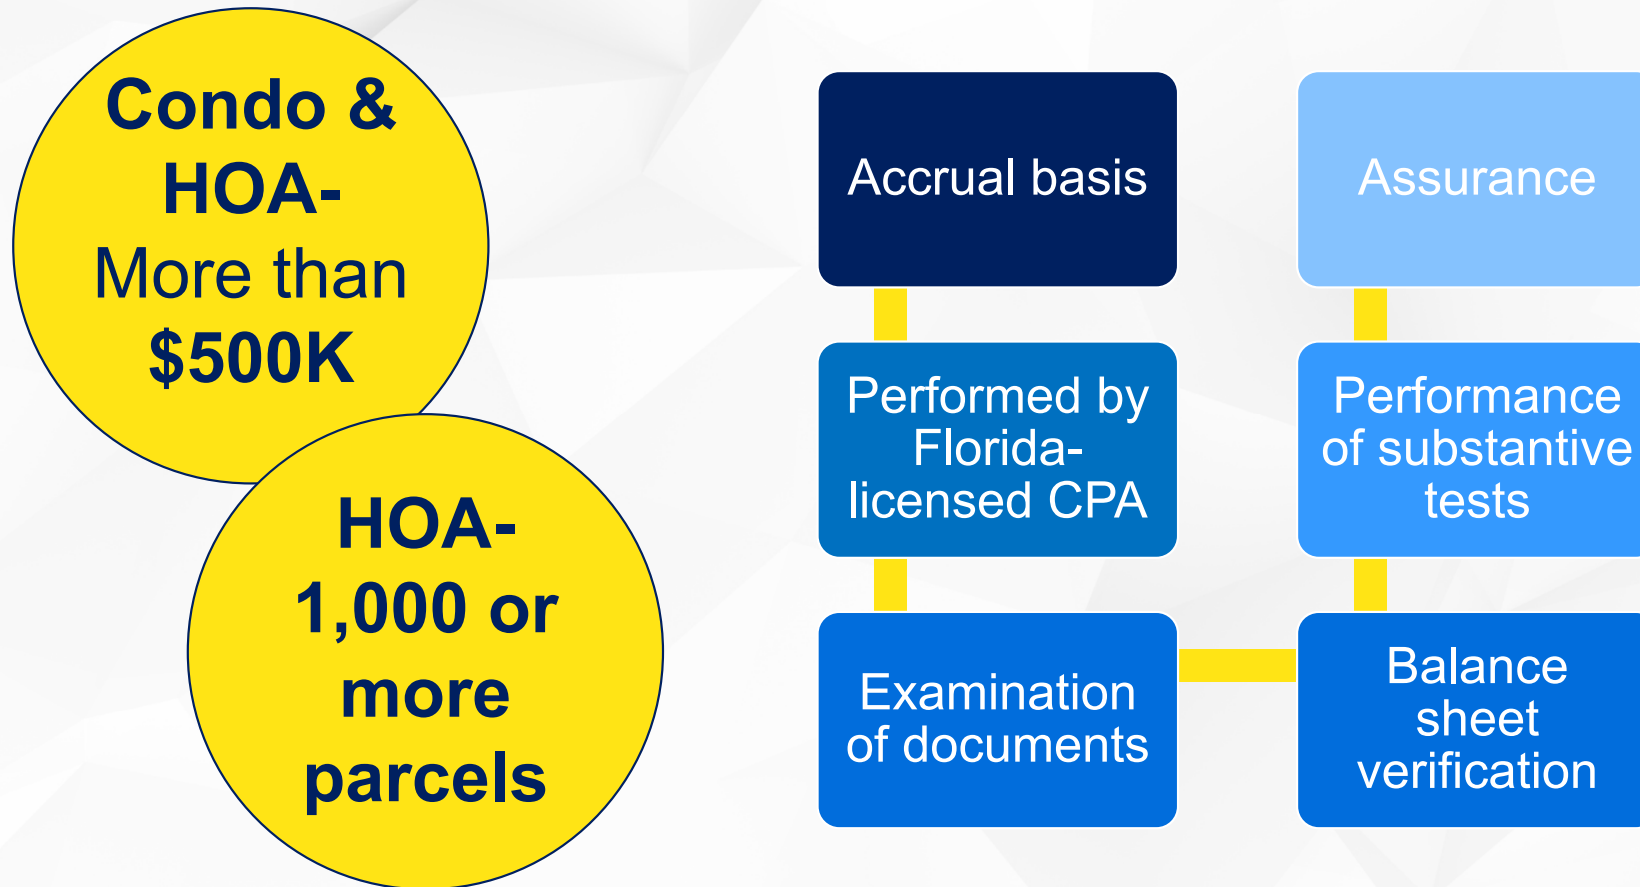 Condo &
HOA-
More than
$500K
HOA-
1,000 or
more
parcels
Accrual basis
Performed by
Florida-
licensed CPA
Examination
of documents
Balance
sheet
verification
Performance
of substantive
tests
Assurance